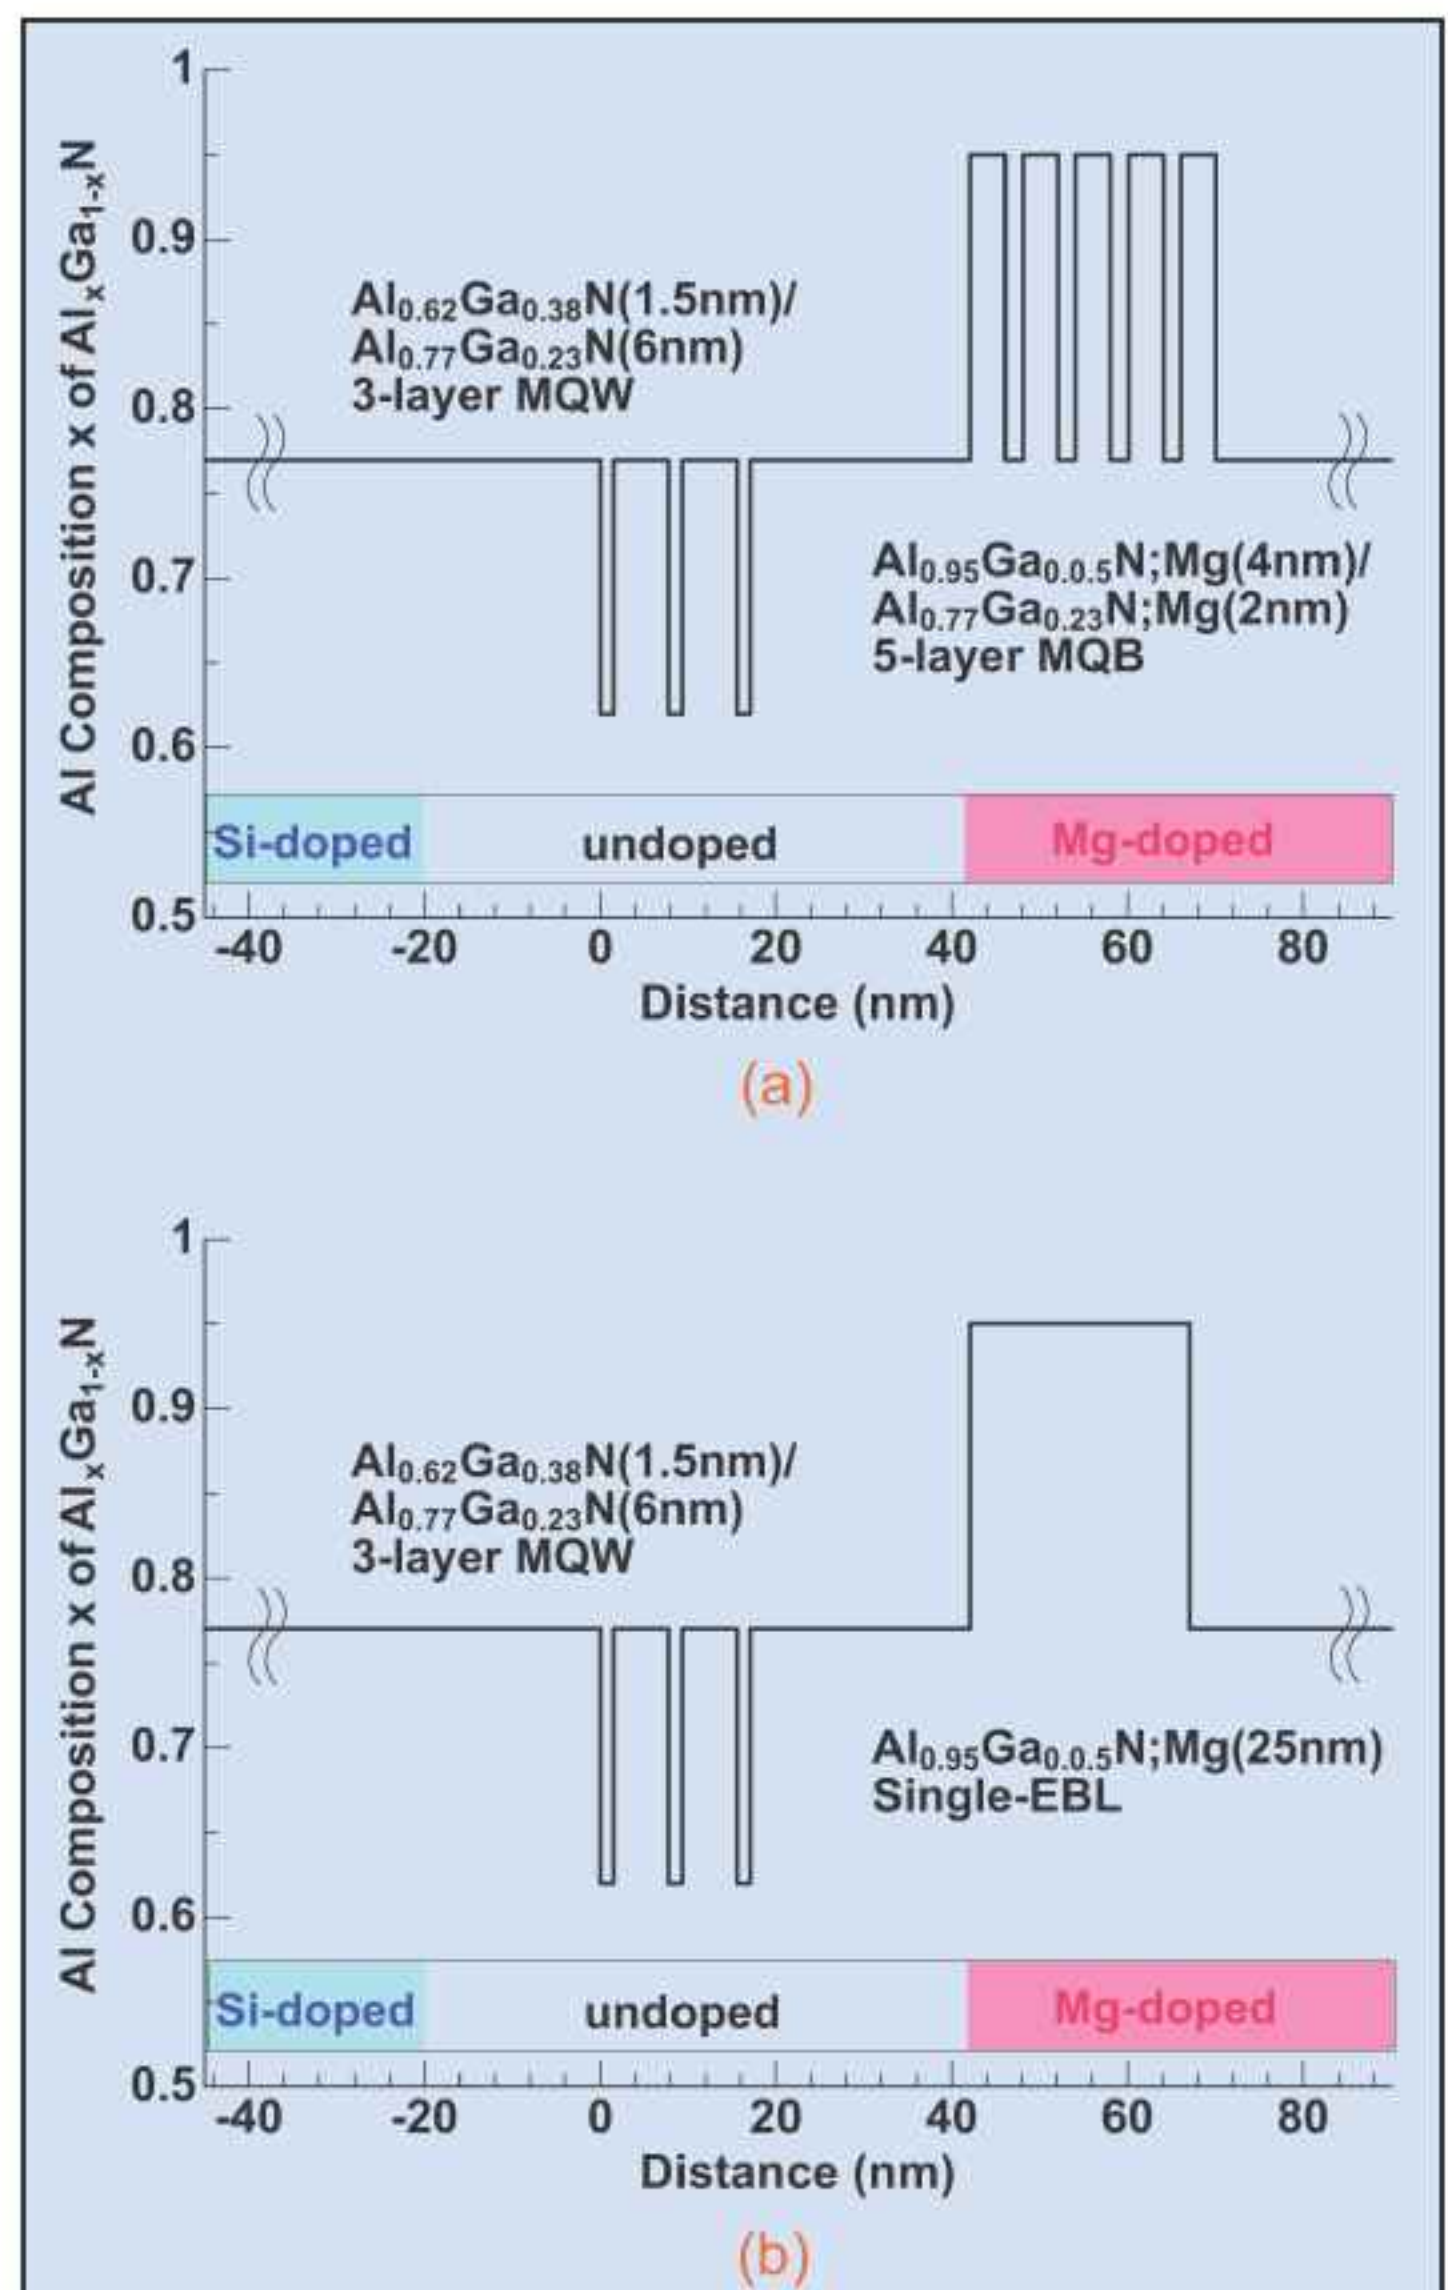 Al Composition x of AlxGa1-xN
1
0.9
0.8
0.7
0.6
0.5
Al0.62Ga0.38N(1.5nm)/
Al0.77Ga0.23N(6nm)
3-layer MQW
Al0.95Ga0.0.5N;Mg(4nm)/
Al0.77Ga0.23N;Mg(2nm)
5-layer MQB
Si-doped undoped Mg-doped
-40 -20 0 20 40 60 80
Distance (nm)
(a)
Al Composition x of AlxGa1-xN
1
0.9
0.8
0.7
0.6
0.5
Al0.62Ga0.38N(1.5nm)/
Al0.77Ga0.23N(6nm)
3-layer MQW
Al0.95Ga0.0.5N;Mg(25nm)
Single-EBL
Si-doped undoped Mg-doped
-40 -20 0 20 40 60 80
Distance (nm)
(b)